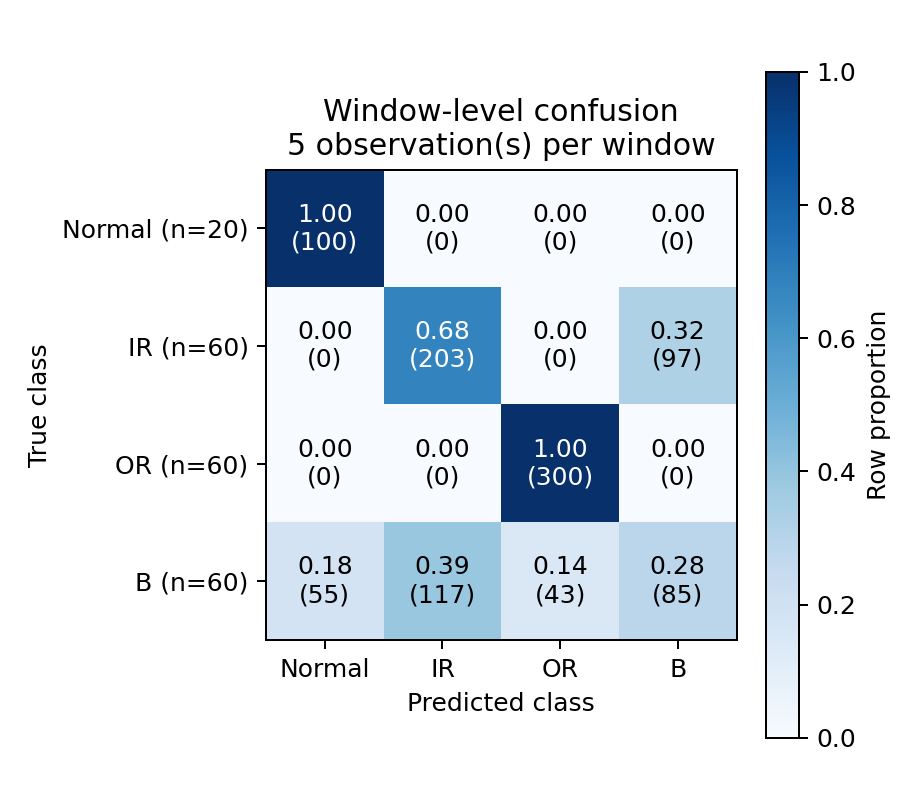 Window-level confusion
5 observation(s) per window
True class
Normal (n=20)
1.00 0.00 0.00 0.00
(100) (0) (0) (0)
IR (n=60)
0.00 0.68 0.00 0.32
(0) (203) (0) (97)
OR (n=60)
0.00 0.00 1.00 0.00
(0) (0) (300) (0)
B (n=60)
0.18 0.39 0.14 0.28
(55) (117) (43) (85)
Normal IR OR B
Predicted class
1.0
0.8
0.6
0.4
0.2
0.0
Row proportion